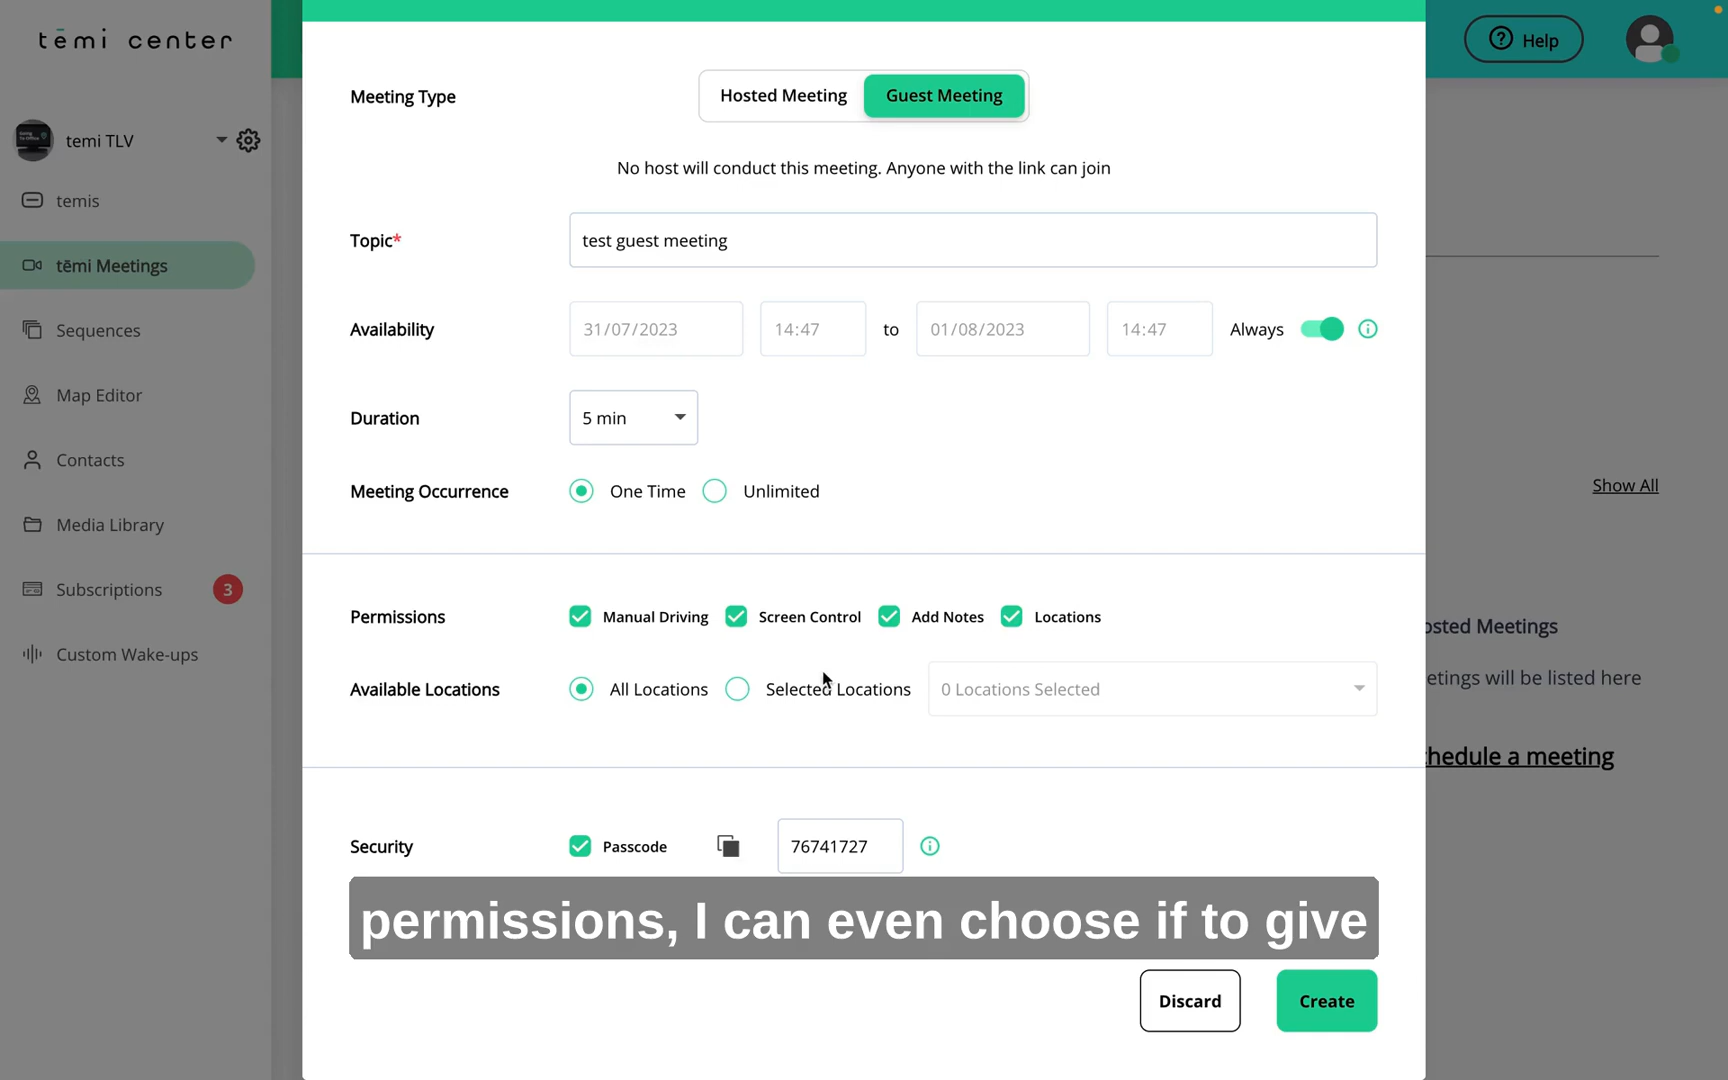 tēmi center
Help
temi TLV
temis
tēmi Meetings
Sequences
Map Editor
Contacts
Media Library
Subscriptions 3
Custom Wake-ups
Meeting Type Hosted Meeting Guest Meeting
No host will conduct this meeting. Anyone with the link can join
Topic* test guest meeting
Availability 31/07/2023 14:47 to 01/08/2023 14:47 Always
Duration 5 min
Meeting Occurrence One Time Unlimited
Show All
Permissions Manual Driving Screen Control Add Notes Locations
osted Meetings
Available Locations All Locations Selected Locations 0 Locations Selected
etings will be listed here
hedule a meeting
Security Passcode 76741727
permissions, I can even choose if to give
Discard Create